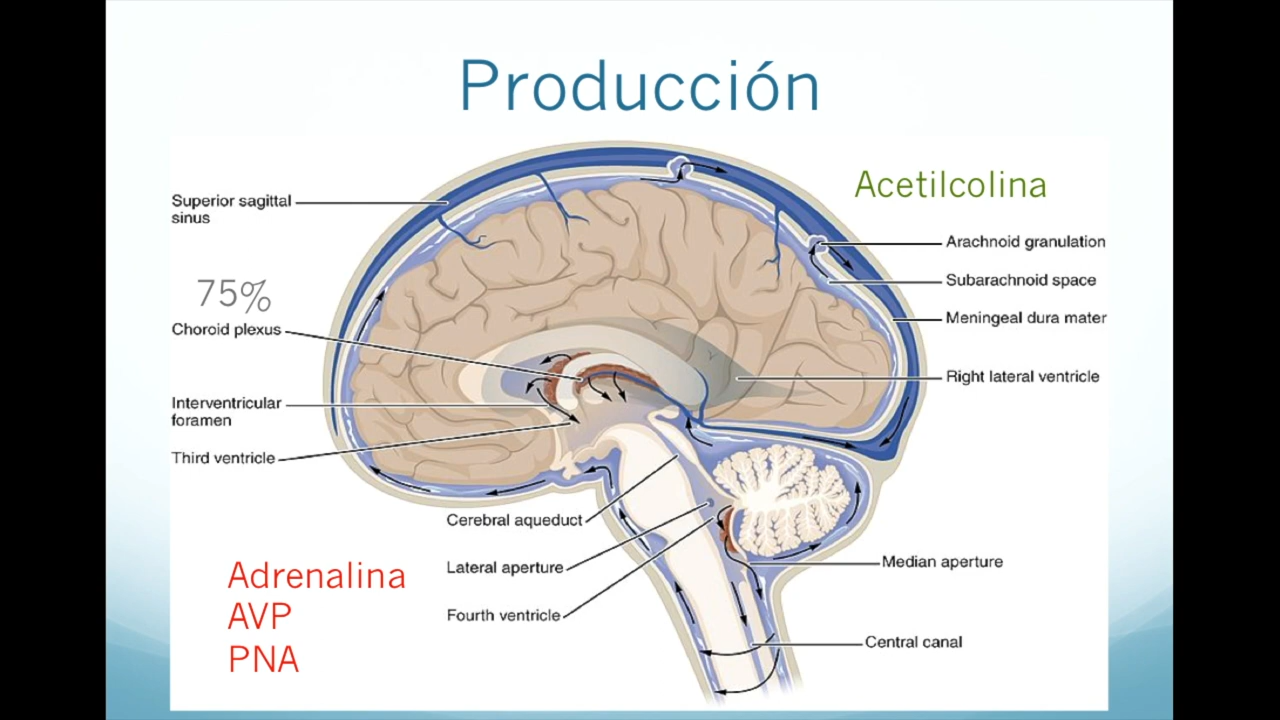 Producción
Acetilcolina
Superior sagittal
sinus
75%
Choroid plexus
Interventricular
foramen
Third ventricle
Arachnoid granulation
Subarachnoid space
Meningeal dura mater
Right lateral ventricle
Cerebral aqueduct
Lateral aperture
Fourth ventricle
Median aperture
Central canal
Adrenalina
AVP
PNA